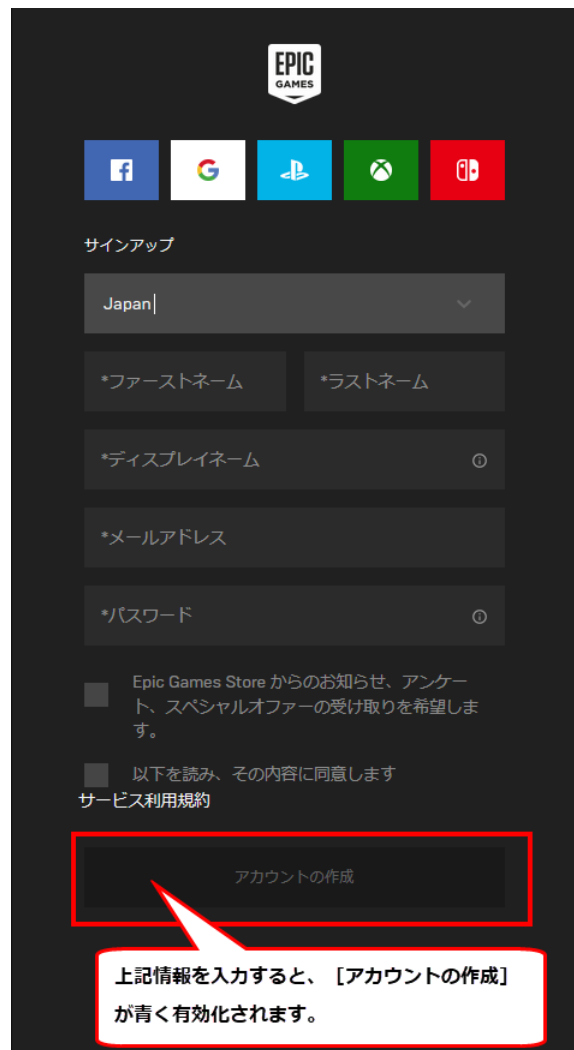 EPIC
GAMES
サインアップ
Japan
*ファーストネーム
*ラストネーム
*ディスプレイネーム
*メールアドレス
*パスワード
Epic Games Store からのお知らせ、アンケー
ト、スペシャルオファーの受け取りを希望しま
す。
以下を読み、その内容に同意します
サービス利用規約
アカウントの作成
上記情報を入力すると、［アカウントの作成］
が青く有効化されます。